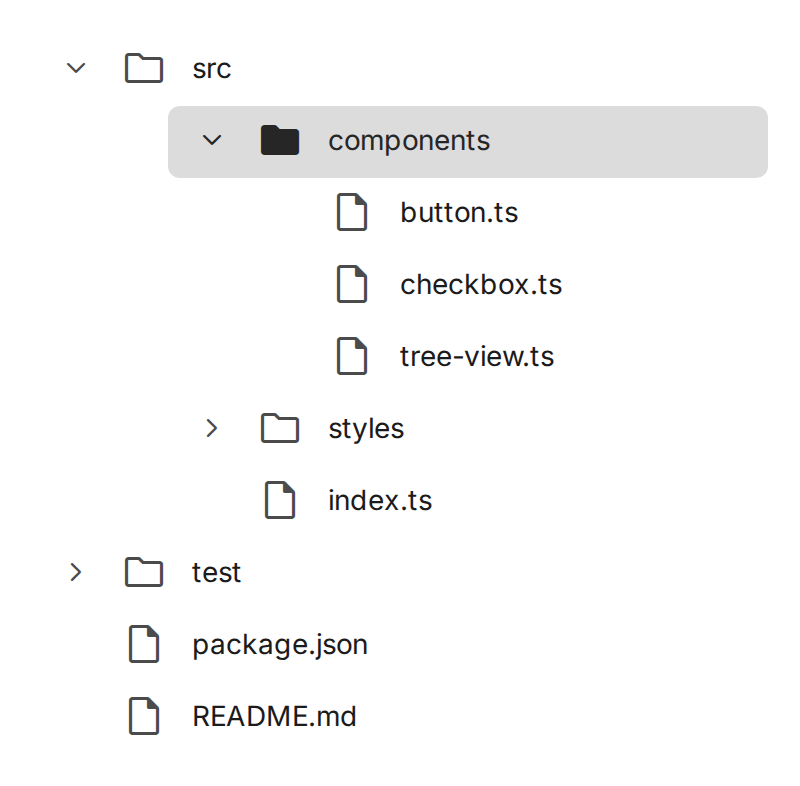 src
components
button.ts
checkbox.ts
tree-view.ts
styles
index.ts
test
package.json
README.md